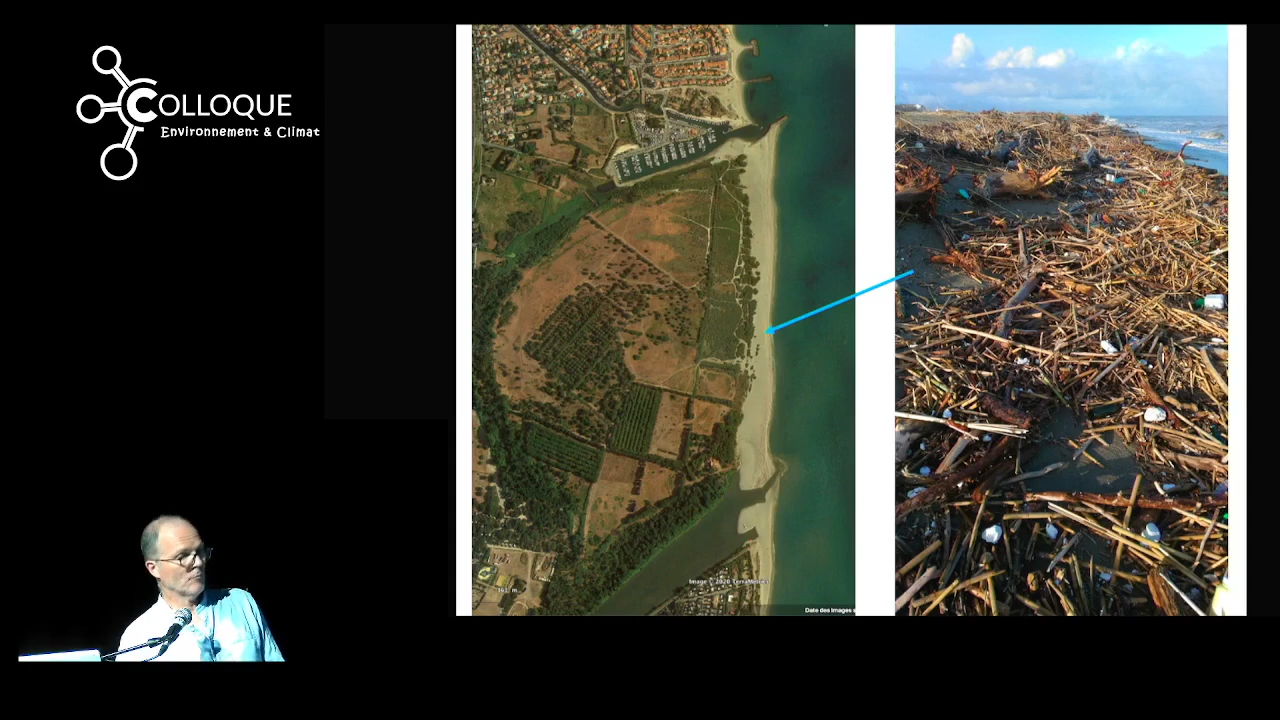 COLLOQUE
Environnement & Climat
Image © 2020 TerraMetrics
Date des images s